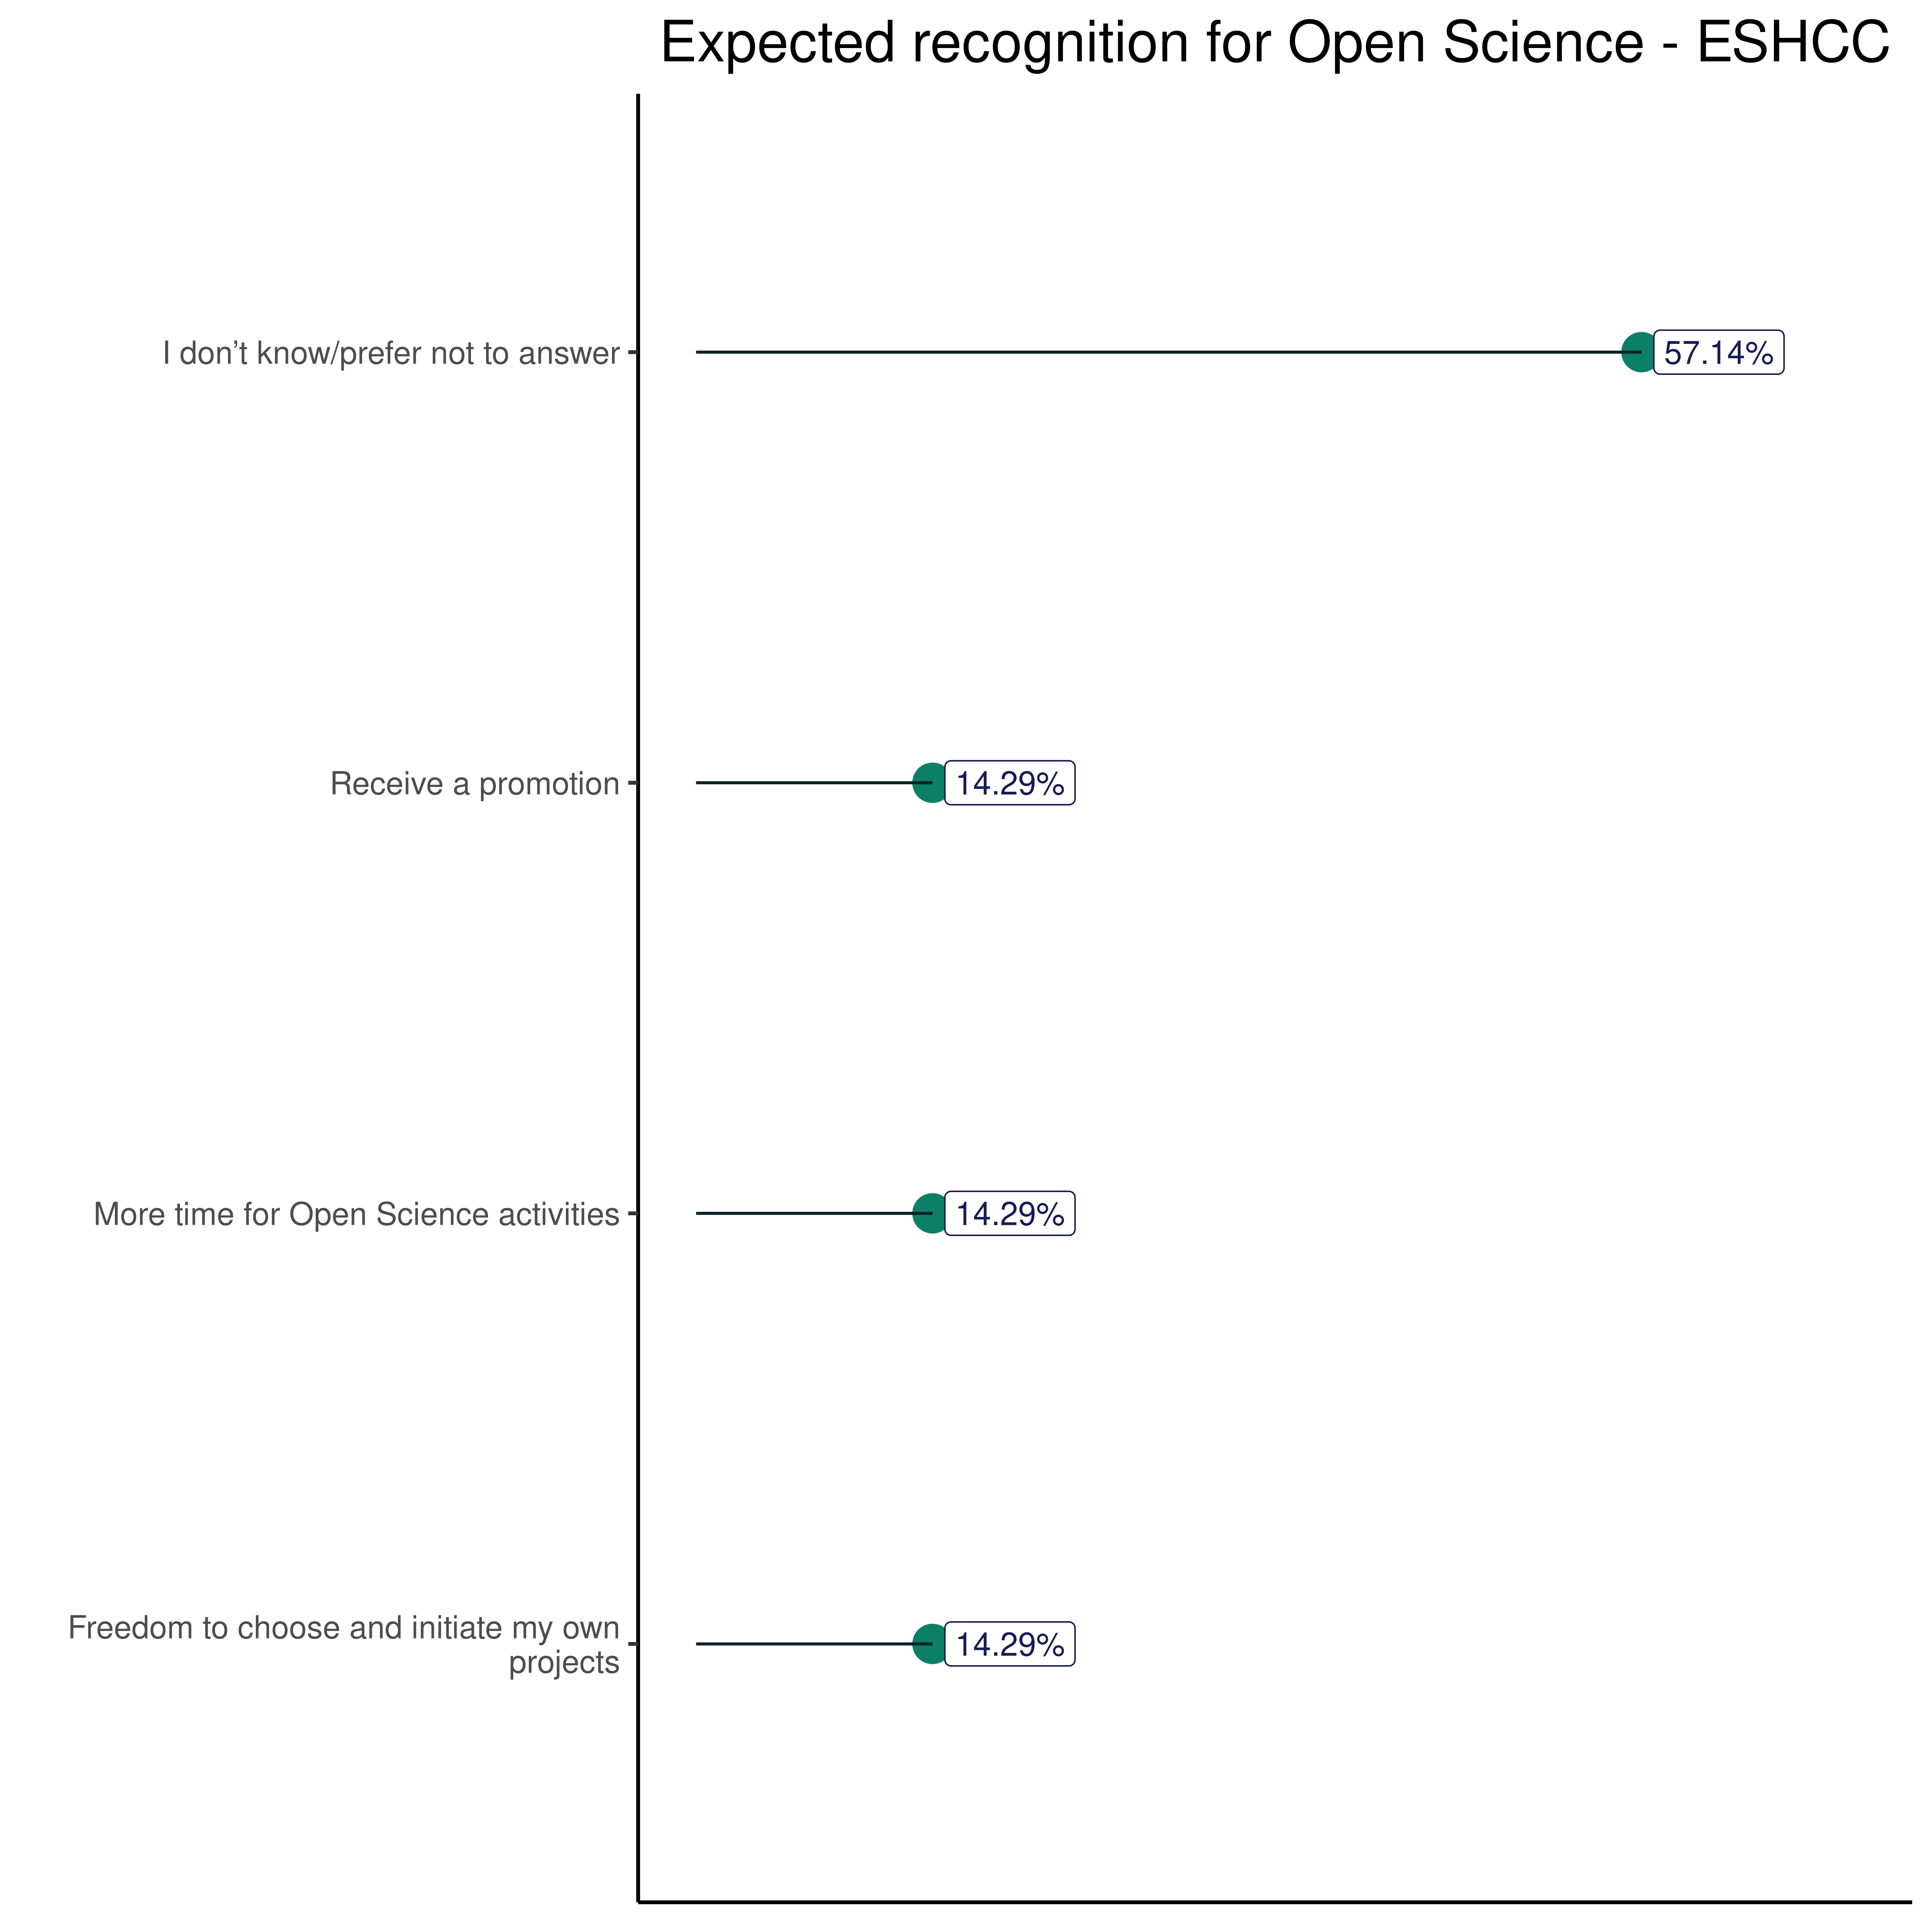 Expected recognition for Open Science - ESHCC
I don't know/prefer not to answer
57.14%
Receive a promotion
14.29%
More time for Open Science activities
14.29%
Freedom to choose and initiate my own
projects
14.29%